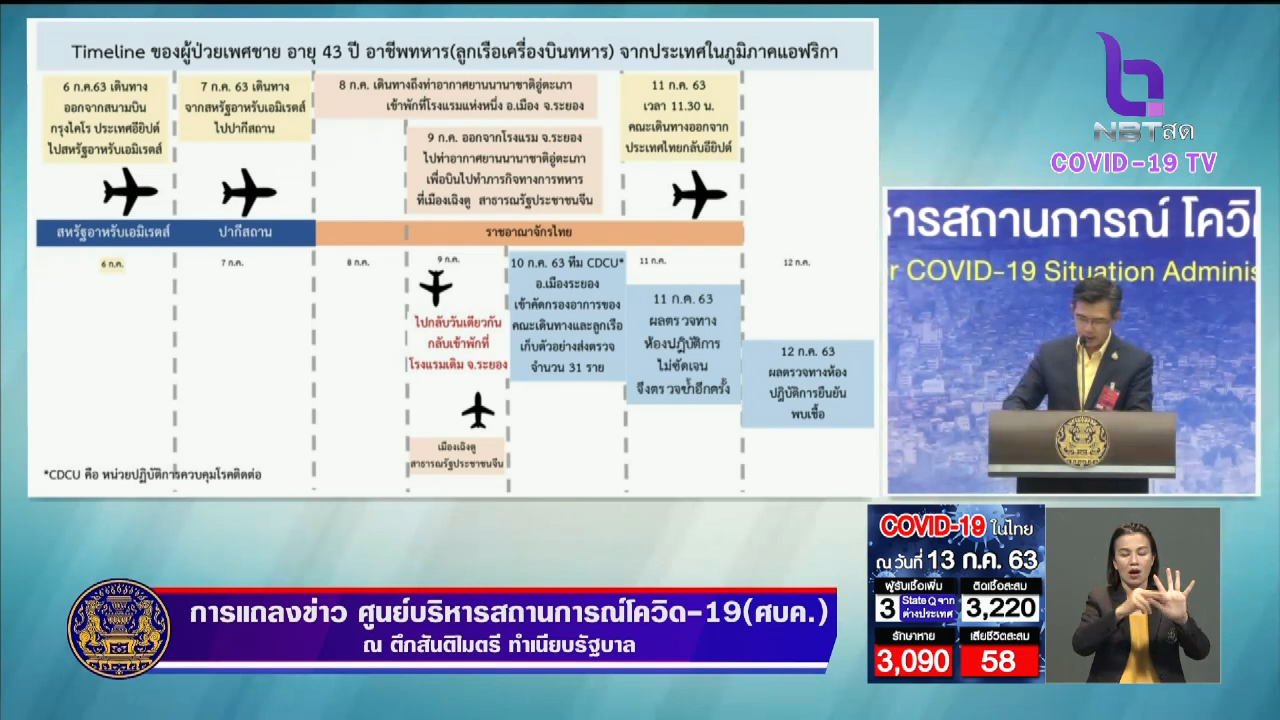 Timeline ของผู้ป่วยเพศชาย อายุ 43 ปี อาชีพทหาร(ลูกเรือเครื่องบินทหาร) จากประเทศในภูมิภาคแอฟริกา
6 ก.ค.63 เดินทาง
ออกจากสนามบิน
กรุงไคโร ประเทศอียิปต์
ไปสหรัฐอาหรับเอมิเรตส์
7 ก.ค. 63 เดินทาง
จากสหรัฐอาหรับเอมิเรตส์
ไปปากีสถาน
8 ก.ค. เดินทางถึงท่าอากาศยานนานาชาติอู่ตะเภา
เข้าพักที่โรงแรมแห่งหนึ่ง อ.เมือง จ.ระยอง
9 ก.ค. ออกจากโรงแรม จ.ระยอง
ไปท่าอากาศยานนานาชาติอู่ตะเภา
เพื่อบินไปทำภารกิจทางการทหาร
ที่เมืองเฉิงตู สาธารณรัฐประชาชนจีน
11 ก.ค. 63
เวลา 11.30 น.
คณะเดินทางออกจาก
ประเทศไทยกลับอียิปต์
สหรัฐอาหรับเอมิเรตส์
ปากีสถาน
ราชอาณาจักรไทย
6 ก.ค.
7 ก.ค.
8 ก.ค.
9 ก.ค.
11 ก.ค.
12 ก.ค.
ไปกลับวันเดียวกัน
กลับเข้าพักที่
โรงแรมเดิม จ.ระยอง
เมืองเฉิงตู
สาธารณรัฐประชาชนจีน
10 ก.ค. 63 ทีม CDCU*
อ.เมืองระยอง
เข้าคัดกรองอาการของ
คณะเดินทางและลูกเรือ
เก็บตัวอย่างส่งตรวจ
จำนวน 31 ราย
11 ก.ค. 63
ผลตรวจทาง
ห้องปฏิบัติการ
ไม่ชัดเจน
จึงตรวจซ้ำอีกครั้ง
12 ก.ค. 63
ผลตรวจทางห้อง
ปฎิบัติการยืนยัน
พบเชื้อ
*CDCU คือ หน่วยปฏิบัติการควบคุมโรคติดต่อ
NBTสด
COVID-19 TV
หารสถานการณ์ โควิด
r COVID-19 Situation Adminis
COVID-19 ในไทย
ณ วันที่ 13 ก.ค. 63
ผู้รับเชื้อเพิ่ม
3
State Q จาก
ต่างประเทศ
ติดเชื้อสะสม
3,220
รักษาหาย
3,090
เสียชีวิตสะสม
58
การแถลงข่าว ศูนย์บริหารสถานการณ์โควิด-19(ศบค.)
ณ ตึกสันติไมตรี ทำเนียบรัฐบาล